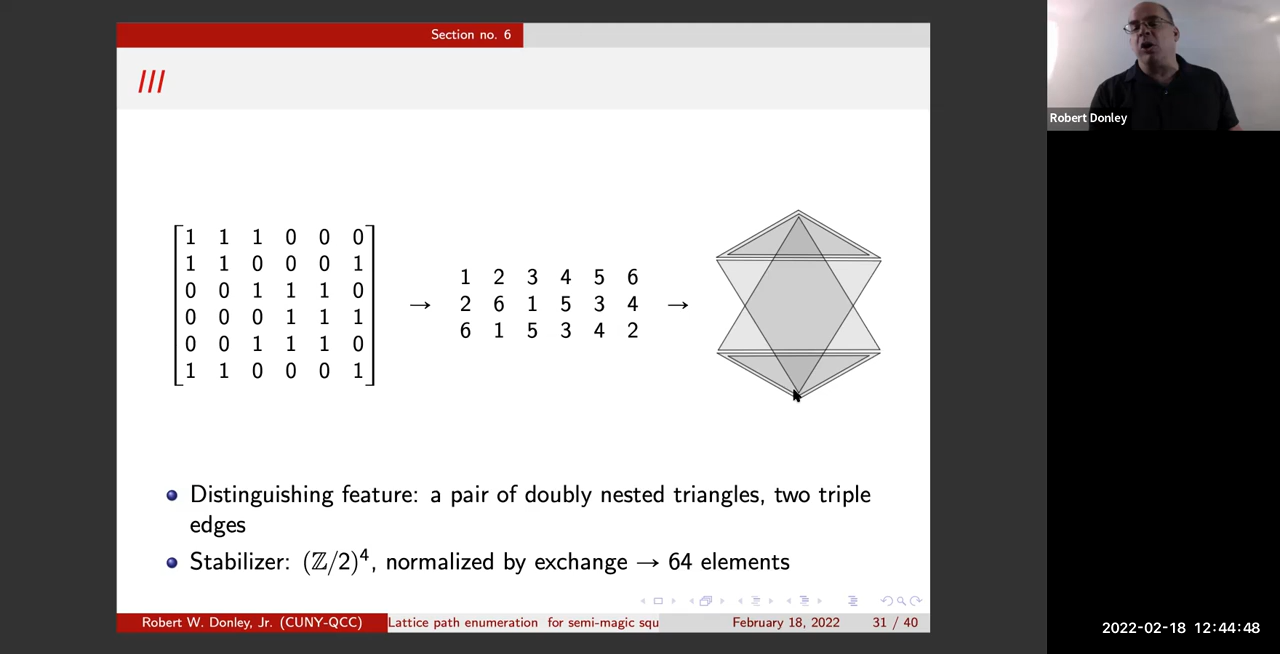 Section no. 6
III
Robert Donley
1 1 1 0 0 0
1 1 0 0 0 1
0 0 1 1 1 0
0 0 0 1 1 1
0 0 1 1 1 0
1 1 0 0 0 1
→
1 2 3 4 5 6
2 6 1 5 3 4
6 1 5 3 4 2
→
Distinguishing feature: a pair of doubly nested triangles, two triple
edges
Stabilizer: (ℤ/2)⁴, normalized by exchange → 64 elements
Robert W. Donley, Jr. (CUNY-QCC) Lattice path enumeration for semi-magic squ February 18, 2022 31 / 40
2022-02-18 12:44:48